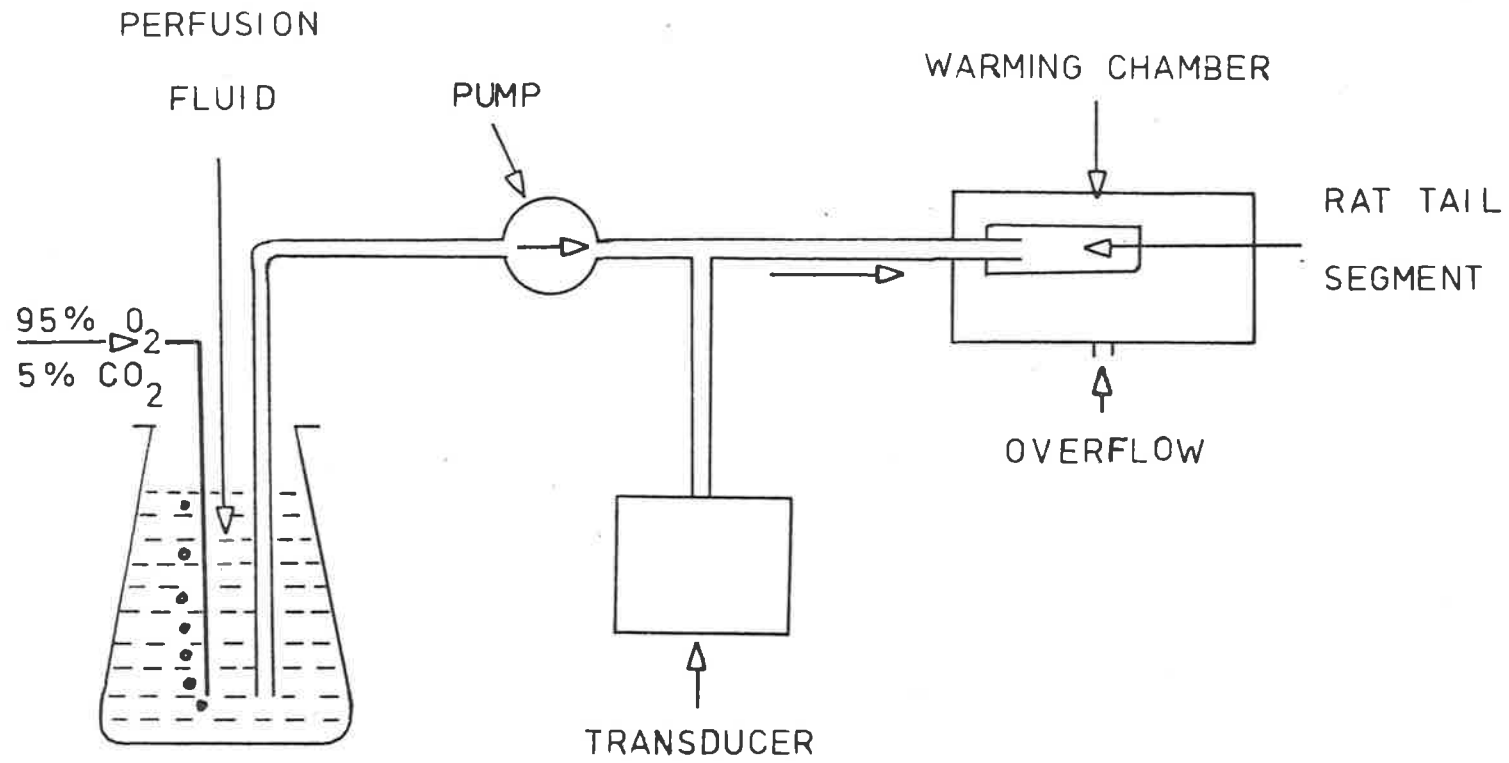 PERFUSION
FLUID
PUMP
WARMING CHAMBER
RAT TAIL
SEGMENT
95% O2
5% CO2
OVERFLOW
TRANSDUCER